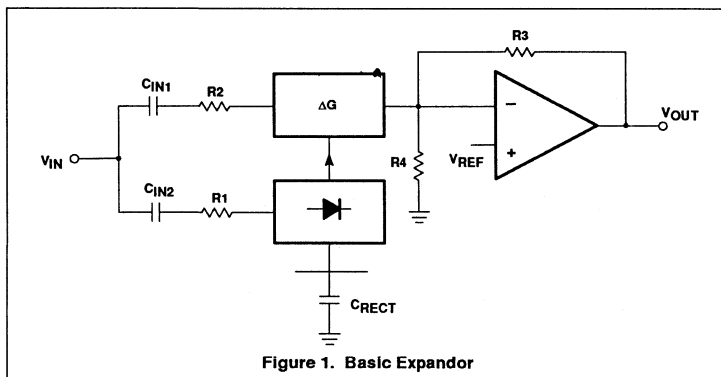 R3
CIN1
R2
ΔG
−
VOUT
VIN
VREF
+
R4
CIN2
R1
CRECT
Figure 1. Basic Expandor